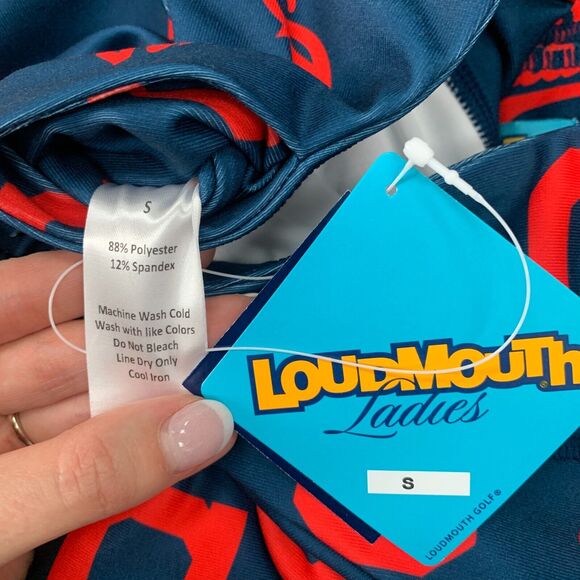 S
88% Polyester
12% Spandex
Machine Wash Cold
Wash with like Colors
Do Not Bleach
Line Dry Only
Cool Iron
LOUDMOUTH®
Ladies
S
LOUDMOUTH GOLF®